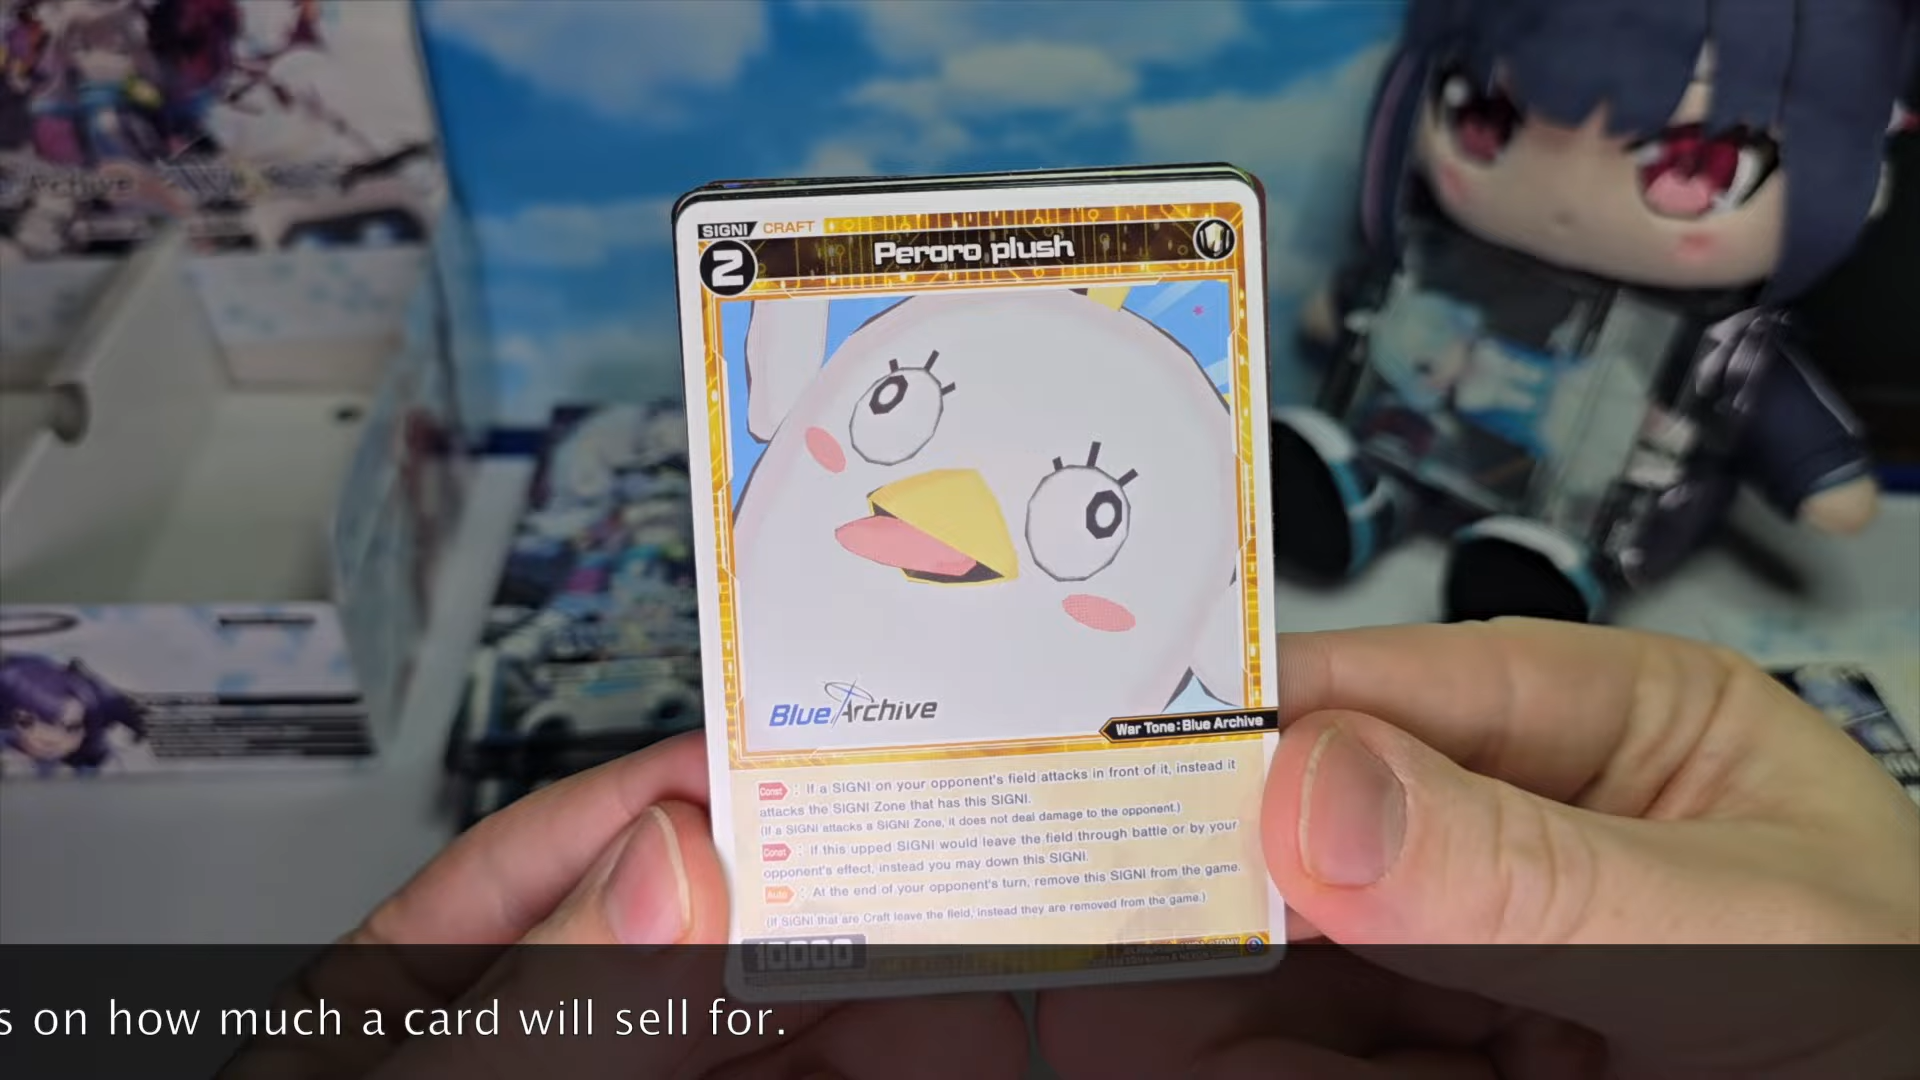 SIGNI CRAFT
2
Peroro plush
Blue Archive
War Tone:Blue Archive
Const : If a SIGNI on your opponent's field attacks in front of it, instead it
attacks the SIGNI Zone that has this SIGNI.
(If a SIGNI attacks a SIGNI Zone, it does not deal damage to the opponent.)
Const : If this upped SIGNI would leave the field through battle or by your
opponent's effect, instead you may down this SIGNI.
Auto : At the end of your opponent's turn, remove this SIGNI from the game.
(If SIGNI that are Craft leave the field, instead they are removed from the game.)
10000
s on how much a card will sell for.